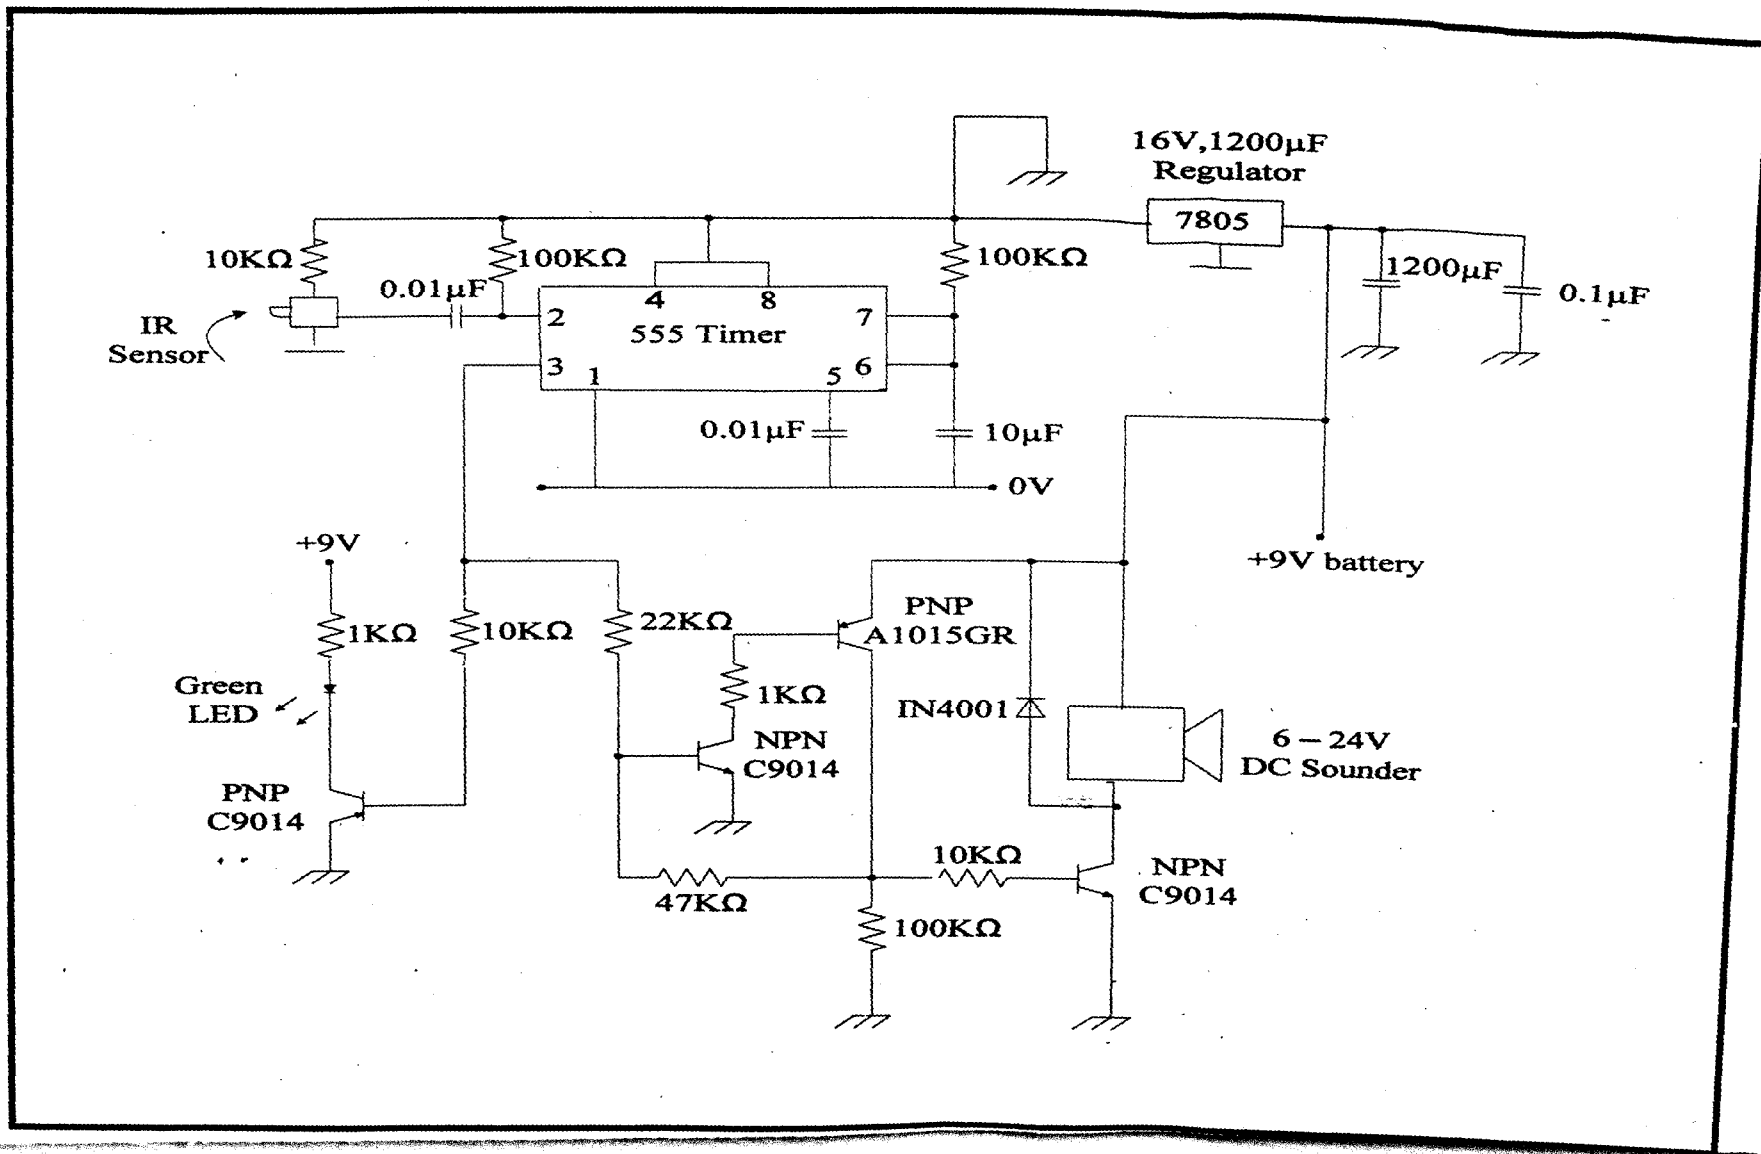 16V,1200µF
Regulator
7805
10KΩ
100KΩ
100KΩ
1200µF
0.1µF
0.01µF
IR
Sensor
4
8
2
555 Timer
7
3
1
5
6
0.01µF
10µF
0V
+9V
+9V battery
1KΩ
10KΩ
22KΩ
PNP
A1015GR
Green
LED
1KΩ
IN4001
NPN
C9014
6 – 24V
DC Sounder
PNP
C9014
10KΩ
NPN
C9014
47KΩ
100KΩ